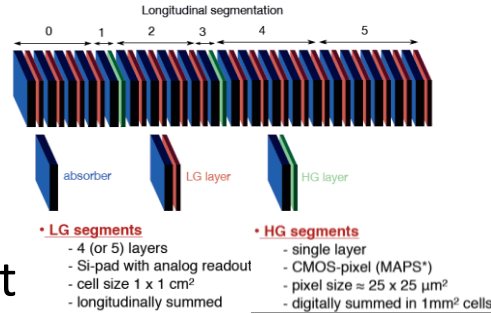 Longitudinal segmentation
0 1 2 3 4 5
absorber
LG layer
HG layer
• LG segments
- 4 (or 5) layers
- Si-pad with analog readout
- cell size 1 x 1 cm²
- longitudinally summed
t
• HG segments
- single layer
- CMOS-pixel (MAPS*)
- pixel size ≈ 25 x 25 μm²
- digitally summed in 1mm² cells